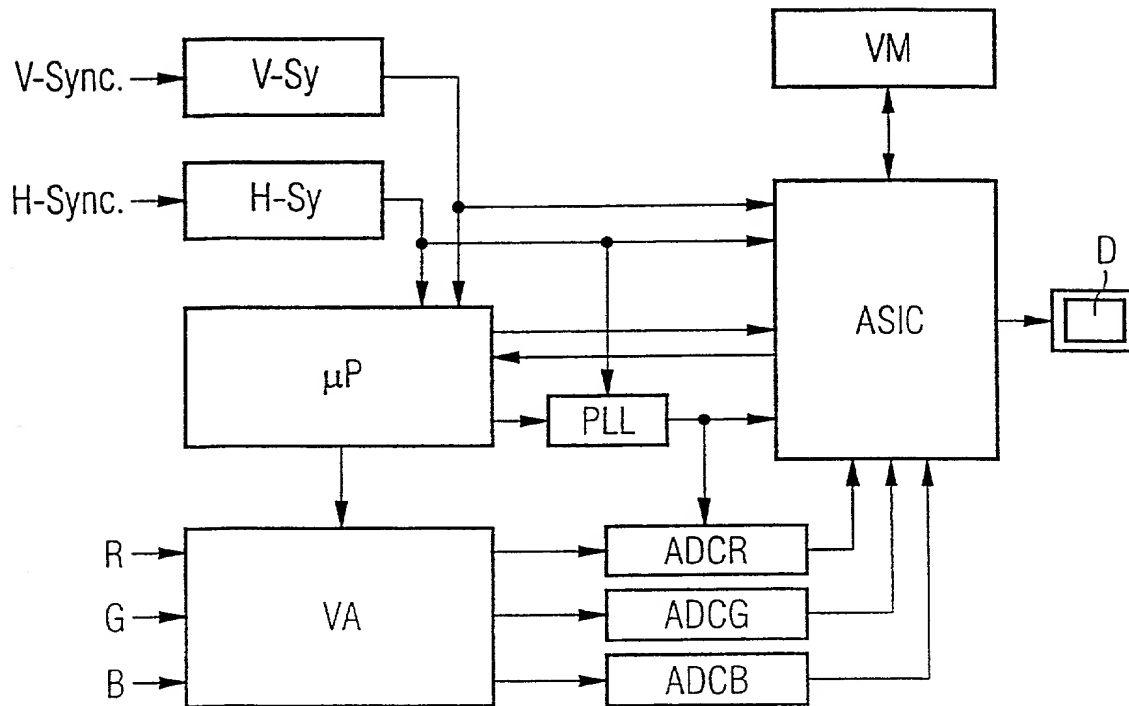 V-Sync.
V-Sy
VM
H-Sync.
H-Sy
D
ASIC
μP
PLL
R
ADCR
G
VA
ADCG
B
ADCB